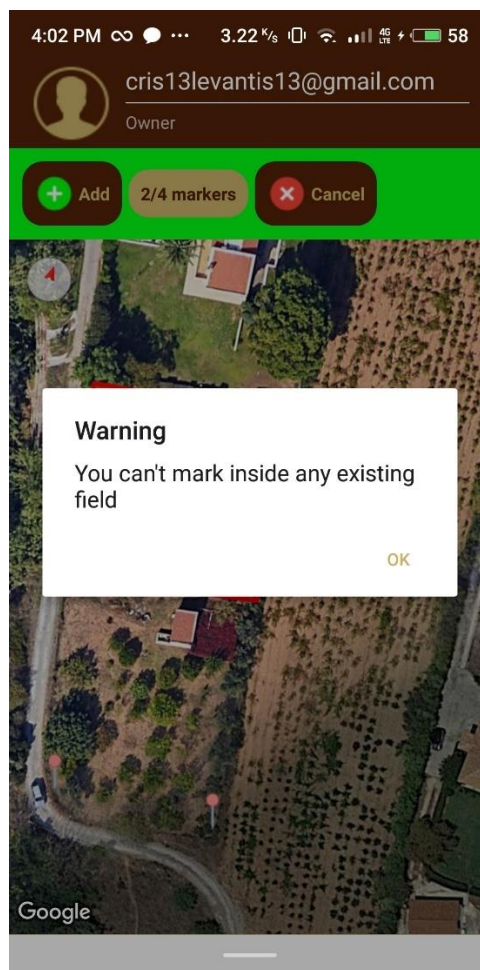 4:02 PM ... 3.22 K/s 4G LTE 58
cris13levantis13@gmail.com
Owner
Add 2/4 markers Cancel
Warning
You can't mark inside any existing
field
OK
Google